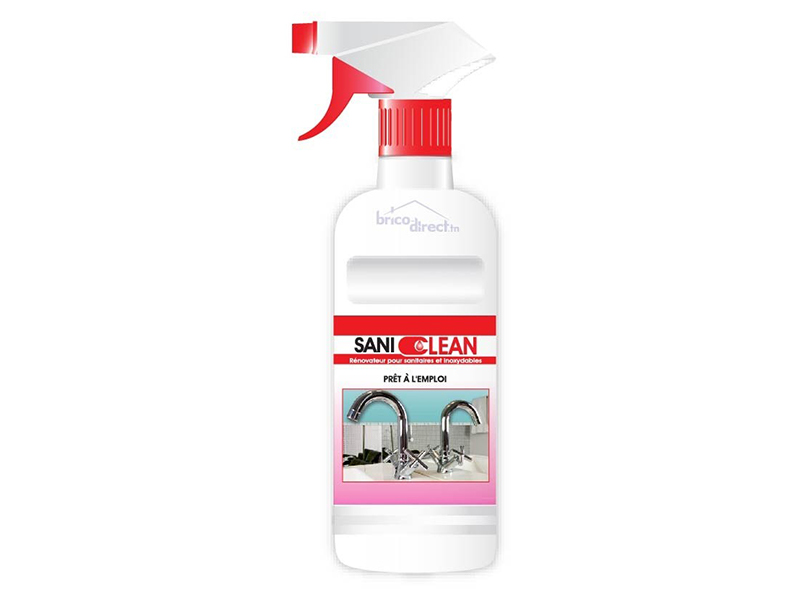 brico-direct.tn
SANI CLEAN
Rénovateur pour sanitaires et inoxydables
PRÊT À L'EMPLOI